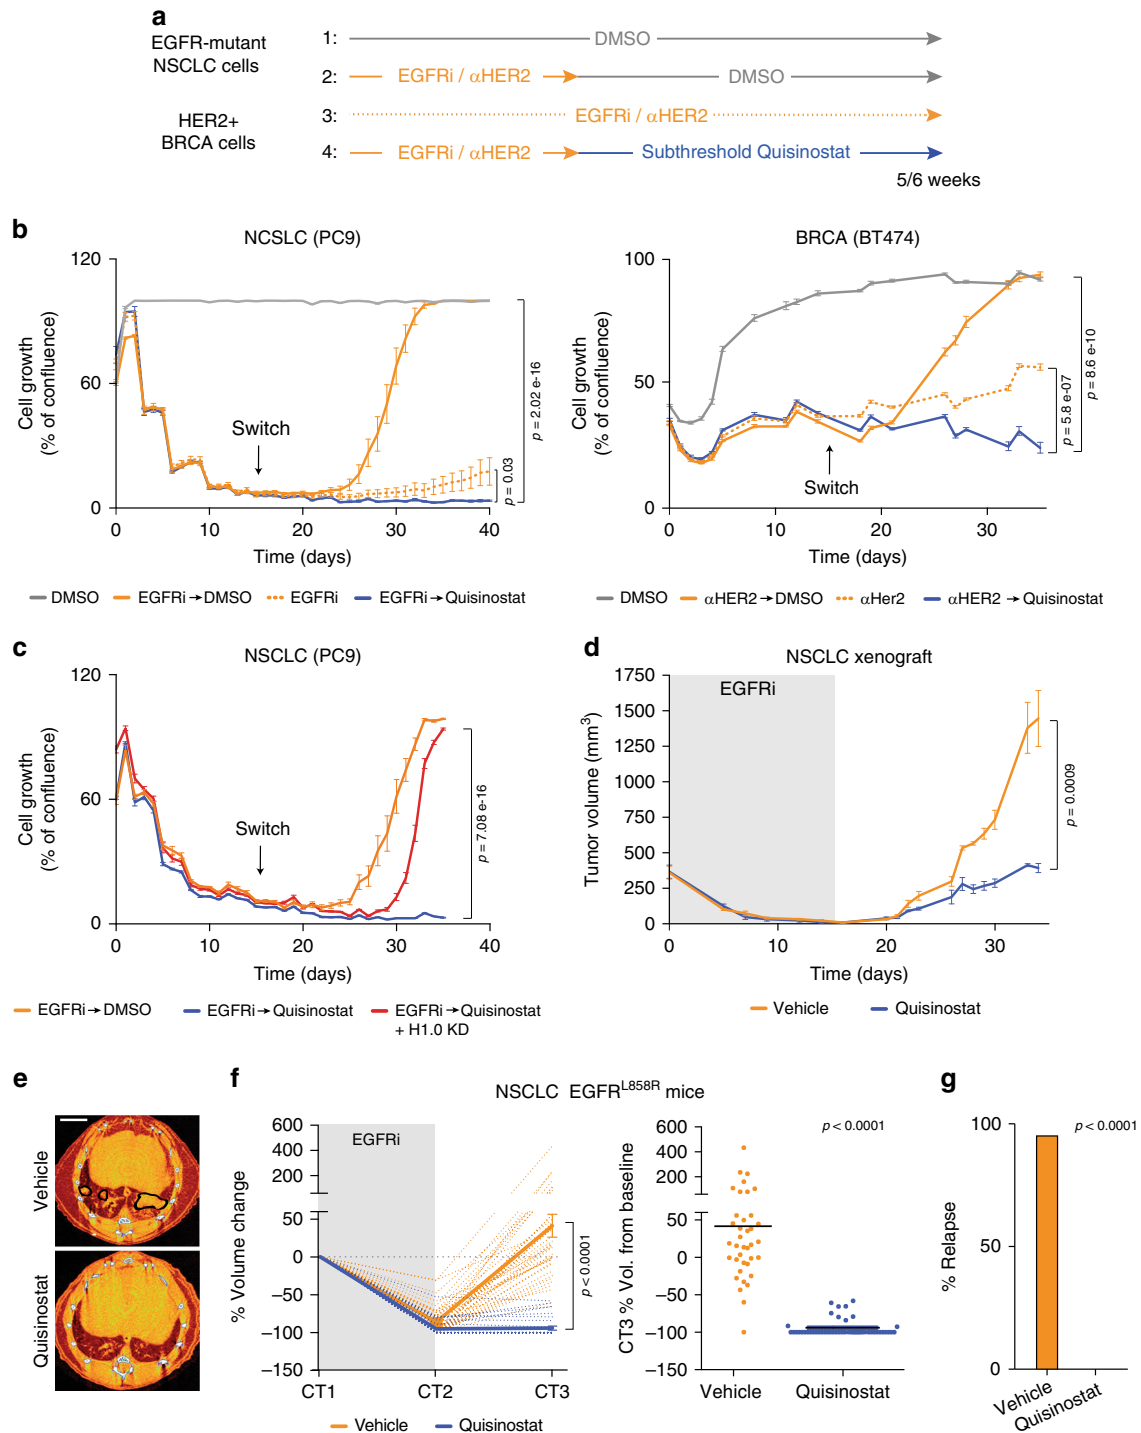 a
EGFR-mutant
NSCLC cells
HER2+
BRCA cells
1: DMSO
2: EGFRi / αHER2 DMSO
3: EGFRi / αHER2
4: EGFRi / αHER2 Subthreshold Quisinostat
5/6 weeks
b
NCSLC (PC9)
Cell growth
(% of confluence)
120
60
0
Switch
p = 0.03
p = 2.02 e-16
0 10 20 30 40
Time (days)
DMSO EGFRi→DMSO EGFRi EGFRi→Quisinostat
BRCA (BT474)
Cell growth
(% of confluence)
100
50
0
Switch
p = 5.8 e-07
p = 8.6 e-10
0 10 20 30
Time (days)
DMSO αHER2→DMSO αHer2 αHER2 → Quisinostat
c
NSCLC (PC9)
Cell growth
(% of confluence)
120
60
0
Switch
p = 7.08 e-16
0 10 20 30 40
Time (days)
EGFRi→DMSO EGFRi→Quisinostat EGFRi→Quisinostat
+ H1.0 KD
d
NSCLC xenograft
Tumor volume (mm3)
1750
1500
1250
1000
750
500
250
0
EGFRi
p = 0.0009
0 10 20 30
Time (days)
Vehicle Quisinostat
e
Vehicle
Quisinostat
f
NSCLC EGFRL858R mice
% Volume change
600
400
200
50
0
−50
−100
−150
EGFRi
p < 0.0001
CT1 CT2 CT3
Vehicle Quisinostat
CT3 % Vol. from baseline
600
400
200
50
0
−50
−100
−150
p < 0.0001
Vehicle Quisinostat
g
% Relapse
100
50
0
p < 0.0001
Vehicle
Quisinostat